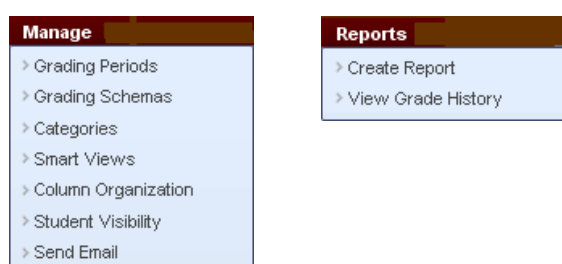 Manage
Grading Periods
Grading Schemas
Categories
Smart Views
Column Organization
Student Visibility
Send Email
Reports
Create Report
View Grade History